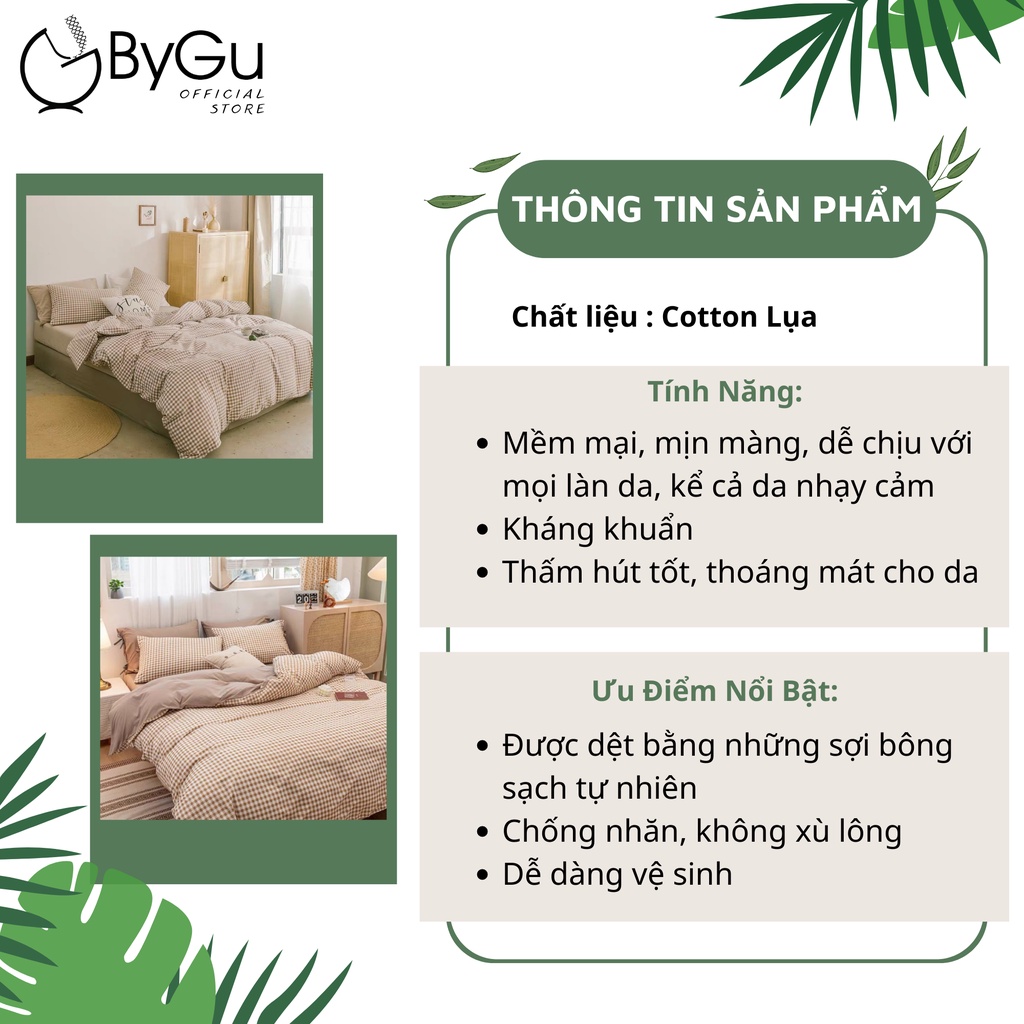 ByGu
OFFICIAL
STORE
THÔNG TIN SẢN PHẨM
Chất liệu : Cotton Lụa
Tính Năng:
• Mềm mại, mịn màng, dễ chịu với
mọi làn da, kể cả da nhạy cảm
• Kháng khuẩn
• Thấm hút tốt, thoáng mát cho da
Ưu Điểm Nổi Bật:
• Được dệt bằng những sợi bông
sạch tự nhiên
• Chống nhăn, không xù lông
• Dễ dàng vệ sinh